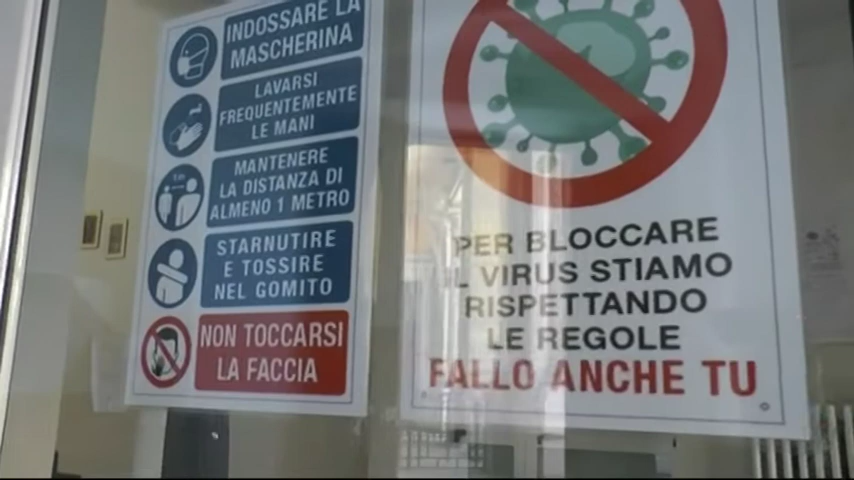 INDOSSARE LA
MASCHERINA
LAVARSI
FREQUENTEMENTE
LE MANI
1 m
MANTENERE
LA DISTANZA DI
ALMENO 1 METRO
STARNUTIRE
E TOSSIRE
NEL GOMITO
NON TOCCARSI
LA FACCIA
PER BLOCCARE
IL VIRUS STIAMO
RISPETTANDO
LE REGOLE
FALLO ANCHE TU